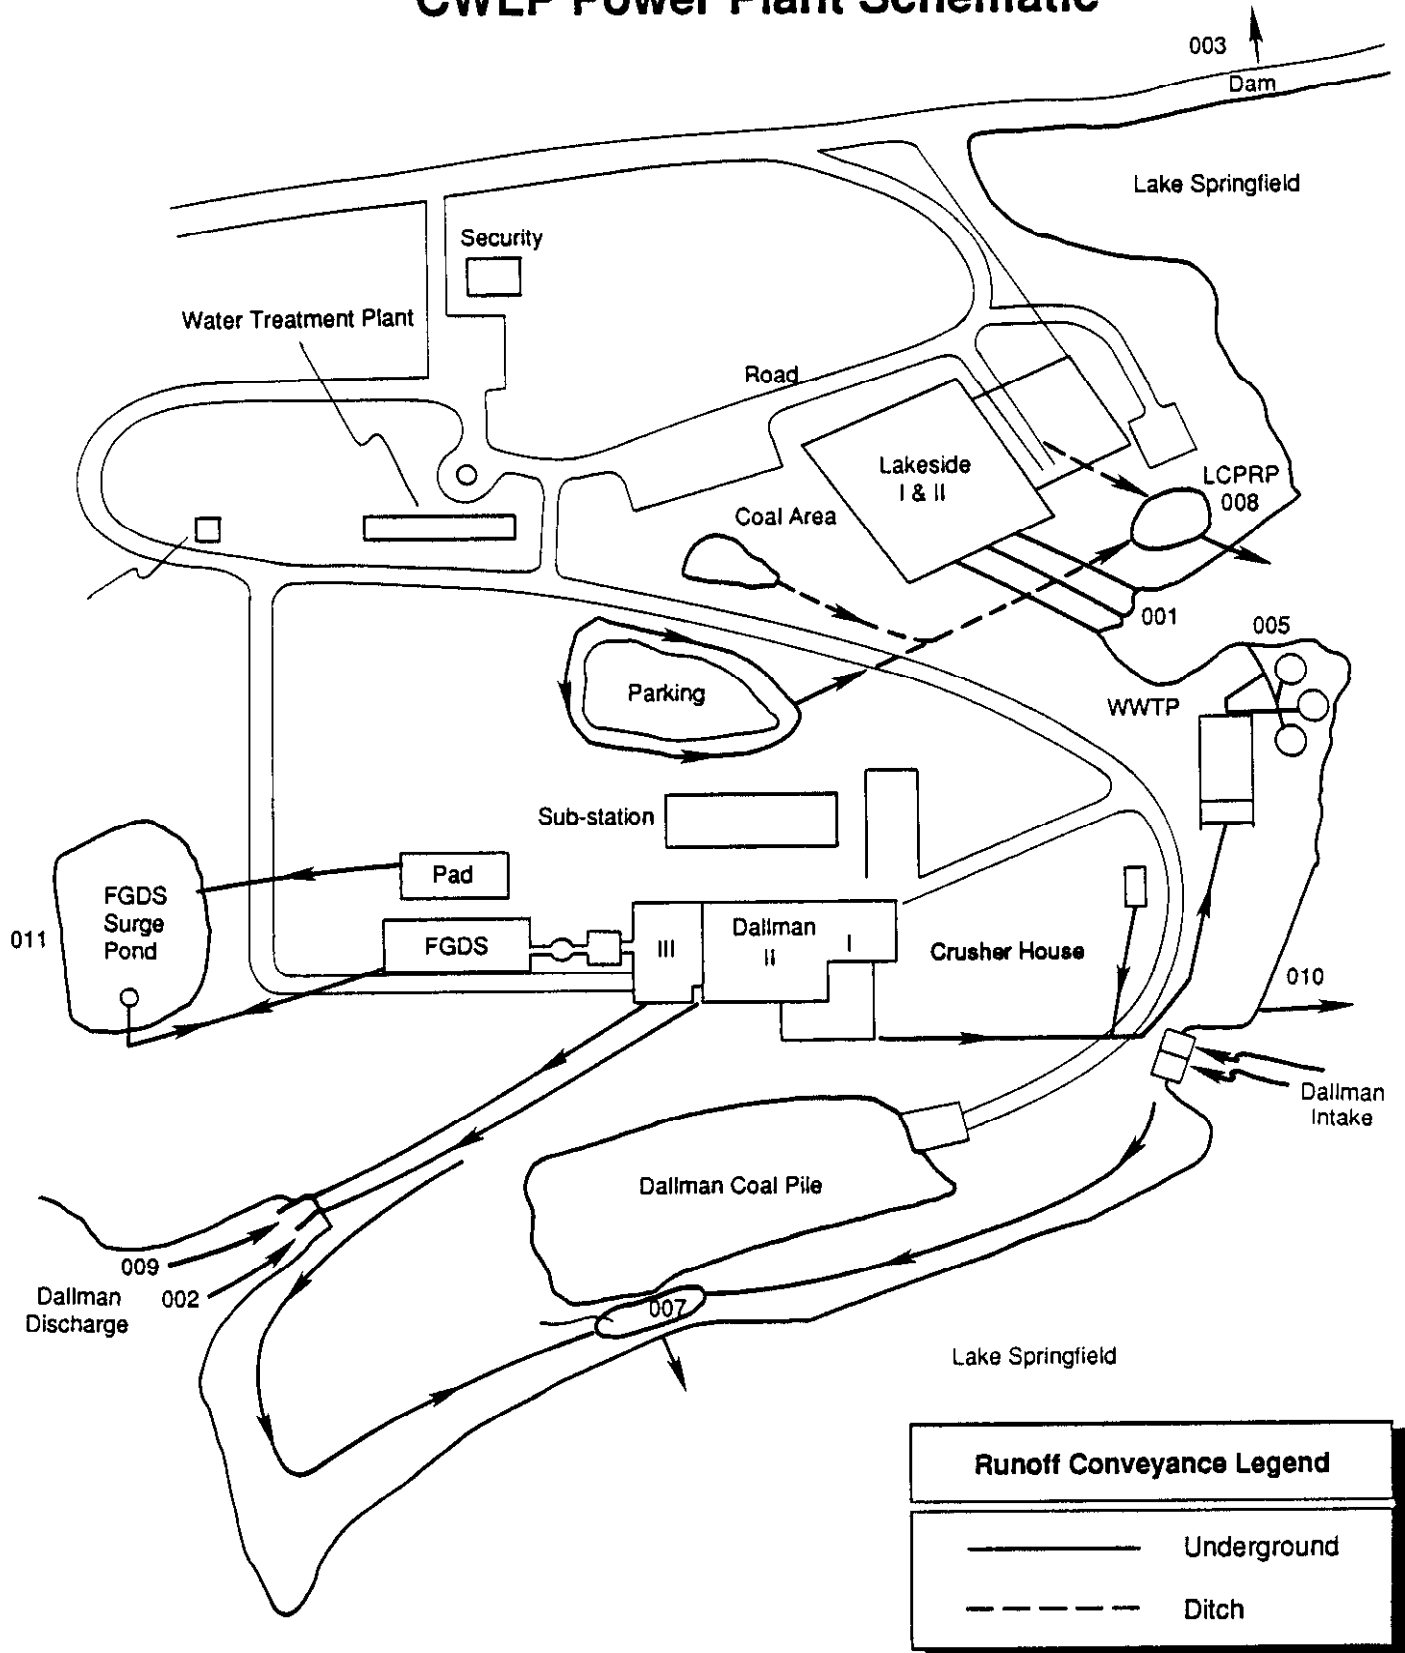 CWLP Power Plant Schematic
003
Dam
Lake Springfield
Security
Water Treatment Plant
Road
Lakeside
I & II
LCPRP
008
Coal Area
001
005
Parking
WWTP
Sub-station
Pad
FGDS
Surge
Pond
011
FGDS
III
Dallman
II
I
Crusher House
010
Dallman
Intake
Dallman Coal Pile
009
002
Dallman
Discharge
007
Lake Springfield
Runoff Conveyance Legend
Underground
Ditch